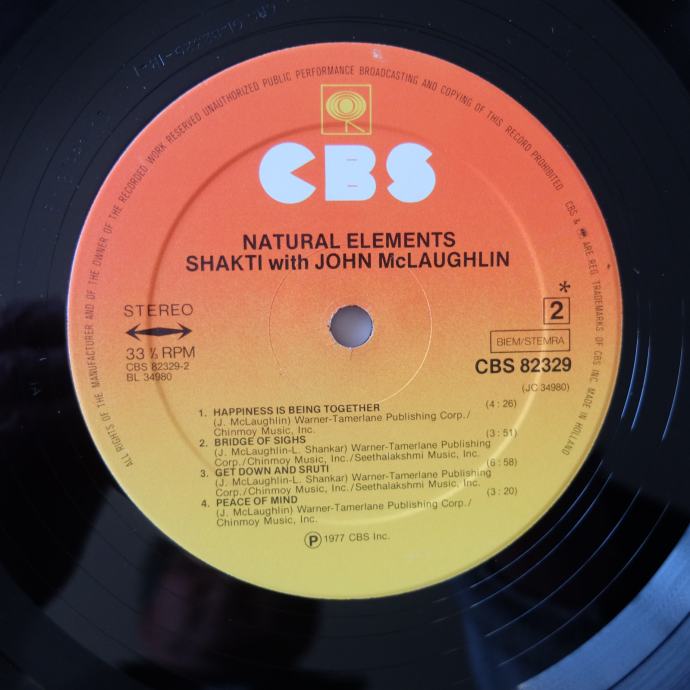 ALL RIGHTS OF THE MANUFACTURER AND OF THE OWNER OF THE RECORDED WORK RESERVED UNAUTHORIZED PUBLIC PERFORMANCE BROADCASTING AND COPYING OF THIS RECORD PROHIBITED. CBS & ARE REG. TRADEMARKS OF CBS INC. MADE IN HOLLAND
CBS
NATURAL ELEMENTS
SHAKTI with JOHN McLAUGHLIN
STEREO
33 ⅓ RPM
CBS 82329-2
BL 34980
*
2
BIEM/STEMRA
CBS 82329
(JC 34980)
1. HAPPINESS IS BEING TOGETHER (4 : 26)
(J. McLaughlin) Warner-Tamerlane Publishing Corp./
Chinmoy Music, Inc.
2. BRIDGE OF SIGHS (3 : 51)
(J. McLaughlin-L. Shankar) Warner-Tamerlane Publishing
Corp./Chinmoy Music, Inc./Seethalakshmi Music, Inc.
3. GET DOWN AND SRUTI (6 : 58)
(J. McLaughlin-L. Shankar) Warner-Tamerlane Publishing
Corp./Chinmoy Music, Inc./Seethalakshmi Music, Inc.
4. PEACE OF MIND (3 : 20)
(J. McLaughlin) Warner-Tamerlane Publishing Corp./
Chinmoy Music, Inc.
Ⓟ 1977 CBS Inc.